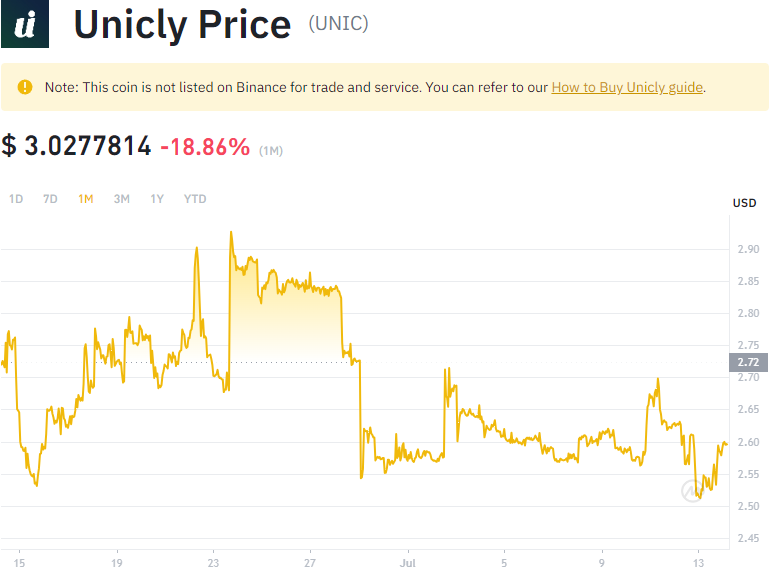 ui
Unicly Price (UNIC)
Note: This coin is not listed on Binance for trade and service. You can refer to our How to Buy Unicly guide.
$ 3.0277814 -18.86% (1M)
1D 7D 1M 3M 1Y YTD
USD
2.90
2.85
2.80
2.75
2.72
2.70
2.65
2.60
2.55
2.50
2.45
15 19 23 27 Jul 5 9 13